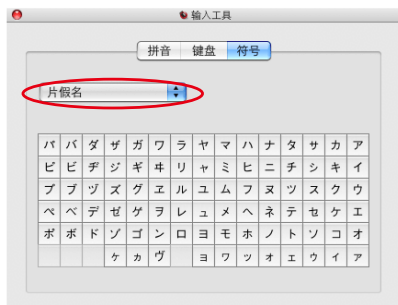 输入工具
拼音 键盘 符号
片假名
パ バ ダ ザ ガ ワ ラ ヤ マ ハ ナ タ サ カ ア
ピ ビ ヂ ジ ギ ヰ リ ャ ミ ヒ ニ チ シ キ イ
プ ブ ヅ ズ グ ヱ ル ユ ム フ ヌ ツ ス ク ウ
ペ ベ デ ゼ ゲ ヲ レ ュ メ ヘ ネ テ セ ケ エ
ポ ボ ド ゾ ゴ ン ロ ヨ モ ホ ノ ト ソ コ オ
ヶ ヵ ヴ ョ ヮ ッ ォ ェ ゥ ィ ァ